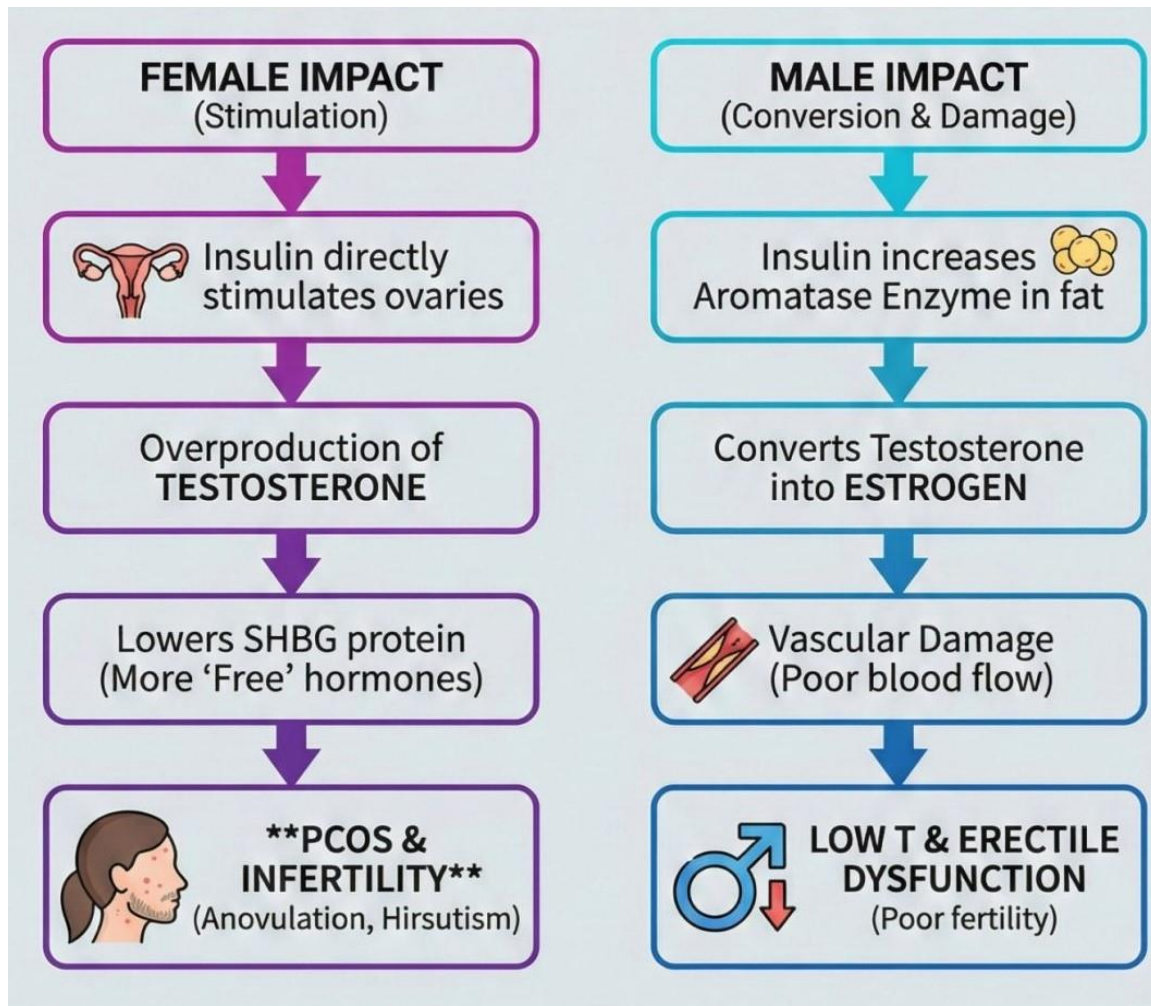 FEMALE IMPACT
(Stimulation)
Insulin directly
stimulates ovaries
Overproduction of
TESTOSTERONE
Lowers SHBG protein
(More ‘Free’ hormones)
**PCOS &
INFERTILITY**
(Anovulation, Hirsutism)
MALE IMPACT
(Conversion & Damage)
Insulin increases
Aromatase Enzyme in fat
Converts Testosterone
into ESTROGEN
Vascular Damage
(Poor blood flow)
LOW T & ERECTILE
DYSFUNCTION
(Poor fertility)